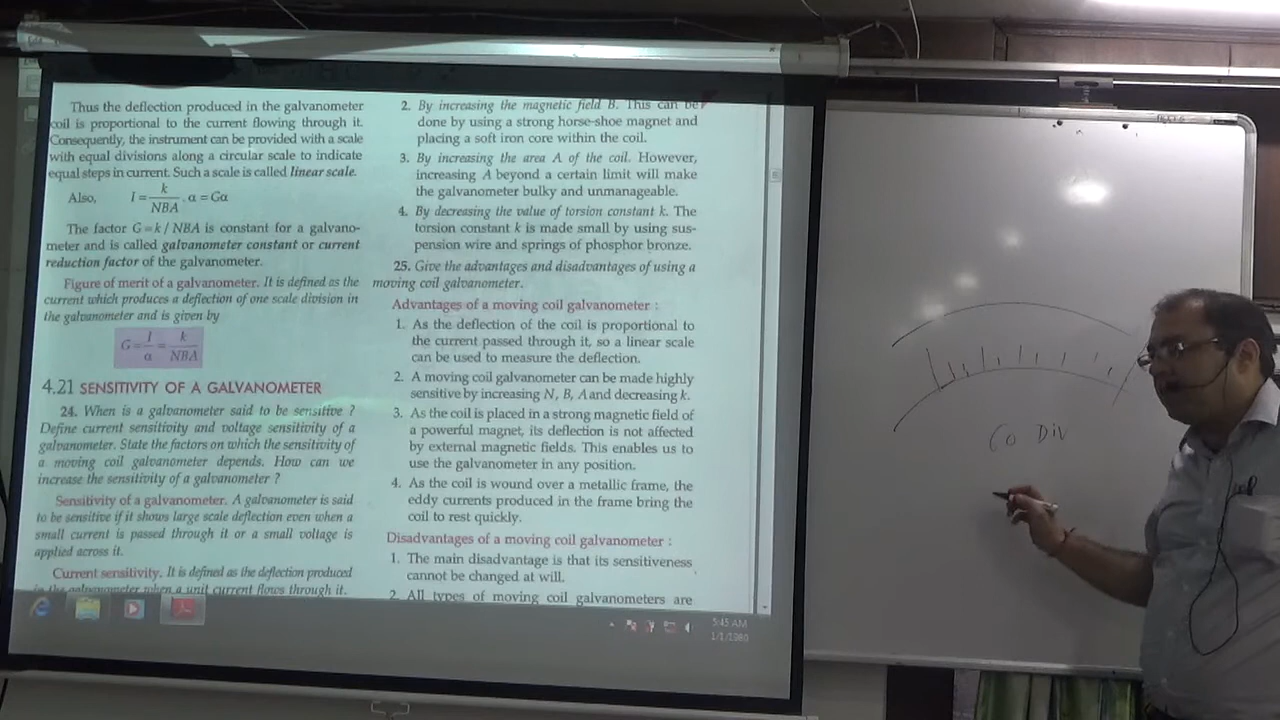 Thus the deflection produced in the galvanometer
coil is proportional to the current flowing through it.
Consequently, the instrument can be provided with a scale
with equal divisions along a circular scale to indicate
equal steps in current. Such a scale is called linear scale.
Also, I = k/NBA . α = Gα
The factor G = k / NBA is constant for a galvano-
meter and is called galvanometer constant or current
reduction factor of the galvanometer.
Figure of merit of a galvanometer. It is defined as the
current which produces a deflection of one scale division in
the galvanometer and is given by
G = I/α = k/NBA
4.21 SENSITIVITY OF A GALVANOMETER
24. When is a galvanometer said to be sensitive ?
Define current sensitivity and voltage sensitivity of a
galvanometer. State the factors on which the sensitivity of
a moving coil galvanometer depends. How can we
increase the sensitivity of a galvanometer ?
Sensitivity of a galvanometer. A galvanometer is said
to be sensitive if it shows large scale deflection even when a
small current is passed through it or a small voltage is
applied across it.
Current sensitivity. It is defined as the deflection produced
in the galvanometer when a unit current flows through it.
2. By increasing the magnetic field B. This can be
done by using a strong horse-shoe magnet and
placing a soft iron core within the coil.
3. By increasing the area A of the coil. However,
increasing A beyond a certain limit will make
the galvanometer bulky and unmanageable.
4. By decreasing the value of torsion constant k. The
torsion constant k is made small by using sus-
pension wire and springs of phosphor bronze.
25. Give the advantages and disadvantages of using a
moving coil galvanometer.
Advantages of a moving coil galvanometer :
1. As the deflection of the coil is proportional to
the current passed through it, so a linear scale
can be used to measure the deflection.
2. A moving coil galvanometer can be made highly
sensitive by increasing N, B, A and decreasing k.
3. As the coil is placed in a strong magnetic field of
a powerful magnet, its deflection is not affected
by external magnetic fields. This enables us to
use the galvanometer in any position.
4. As the coil is wound over a metallic frame, the
eddy currents produced in the frame bring the
coil to rest quickly.
Disadvantages of a moving coil galvanometer :
1. The main disadvantage is that its sensitiveness
cannot be changed at will.
2. All types of moving coil galvanometers are
5:45 AM
1/1/1980
60 Div